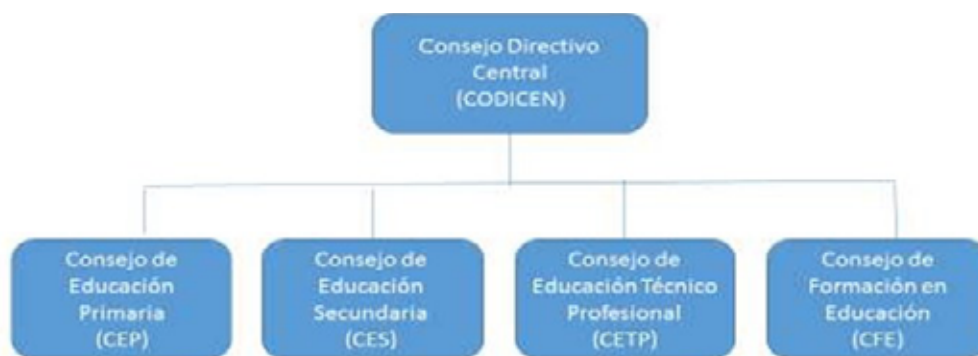 Consejo Directivo
Central
(CODICEN)
Consejo de
Educación
Primaria
(CEP)
Consejo de
Educación
Secundaria
(CES)
Consejo de
Educación Técnico
Profesional
(CETP)
Consejo de
Formación en
Educación
(CFE)